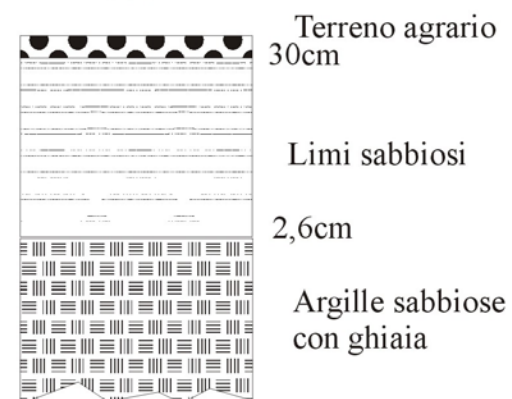 Terreno agrario
30cm
Limi sabbiosi
2,6cm
Argille sabbiose
con ghiaia